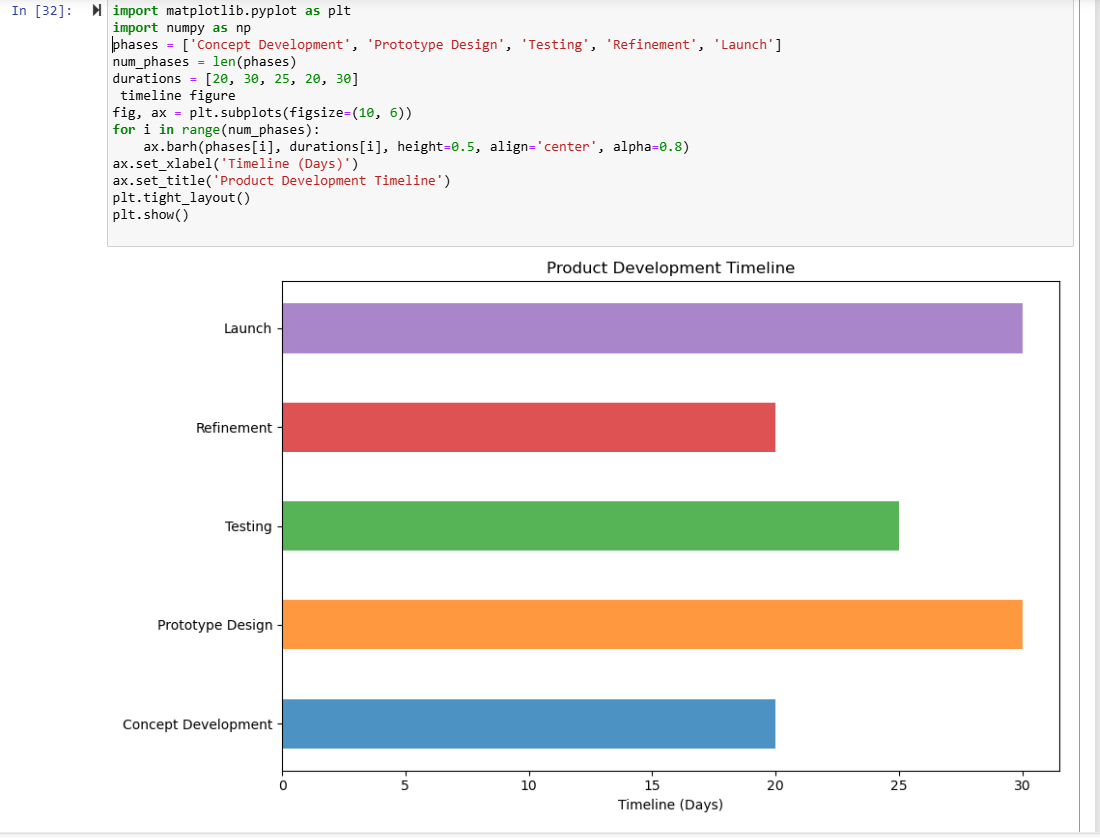 In [32]:
import matplotlib.pyplot as plt
import numpy as np
phases = ['Concept Development', 'Prototype Design', 'Testing', 'Refinement', 'Launch']
num_phases = len(phases)
durations = [20, 30, 25, 20, 30]
 timeline figure
fig, ax = plt.subplots(figsize=(10, 6))
for i in range(num_phases):
    ax.barh(phases[i], durations[i], height=0.5, align='center', alpha=0.8)
ax.set_xlabel('Timeline (Days)')
ax.set_title('Product Development Timeline')
plt.tight_layout()
plt.show()
Product Development Timeline
Launch
Refinement
Testing
Prototype Design
Concept Development
0 5 10 15 20 25 30
Timeline (Days)